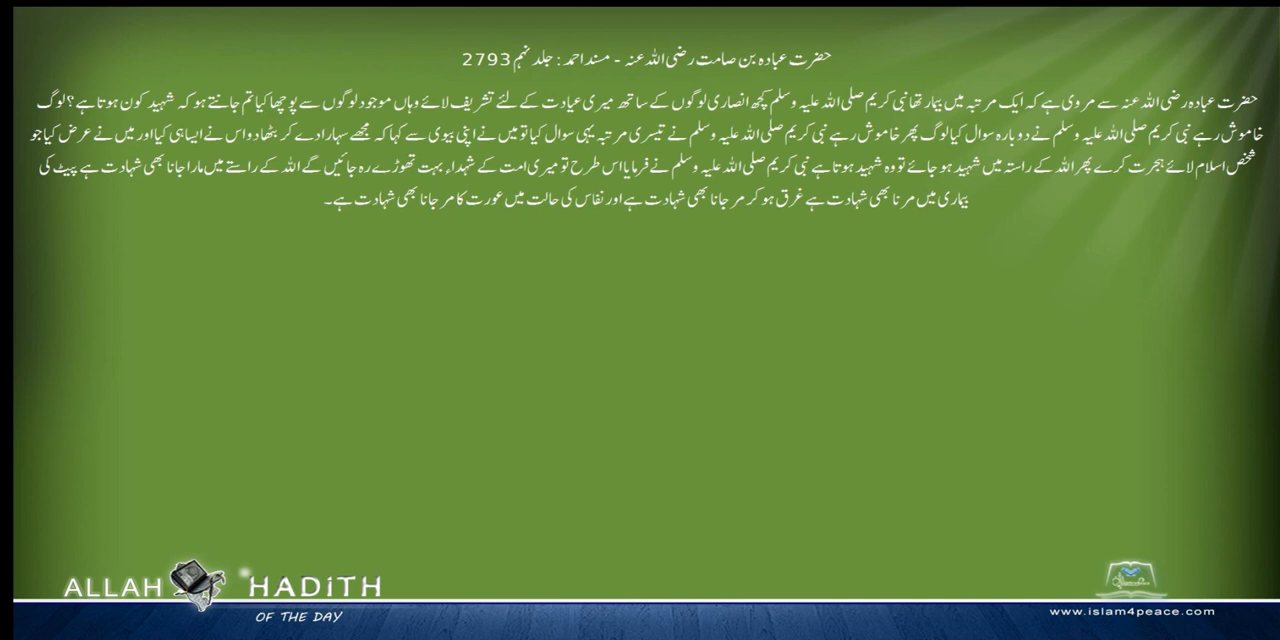 حضرت عبادہ بن صامت رضی اللہ عنہ - مسند احمد: جلد نہم 2793
حضرت عبادہ رضی اللہ عنہ سے مروی ہے کہ ایک مرتبہ میں بیمار تھا نبی کریم صلی اللہ علیہ وسلم کچھ انصاری لوگوں کے ساتھ میری عیادت کے لئے تشریف لائے وہاں موجود لوگوں سے پوچھا کیا تم جانتے ہو کہ شہید کون ہوتا ہے؟ لوگ
خاموش رہے نبی کریم صلی اللہ علیہ وسلم نے دوبارہ سوال کیا لوگ پھر خاموش رہے نبی کریم صلی اللہ علیہ وسلم نے تیسری مرتبہ یہی سوال کیا تو میں نے اپنی بیوی سے کہا کہ مجھے سہارا دے کر بٹھا دو اس نے ایسا ہی کیا اور میں نے عرض کیا جو
شخص اسلام لائے ہجرت کرے پھر اللہ کے راستہ میں شہید ہو جائے تو وہ شہید ہوتا ہے نبی کریم صلی اللہ علیہ وسلم نے فرمایا اس طرح تو میری امت کے شہداء بہت تھوڑے رہ جائیں گے اللہ کے راستے میں مارا جانا بھی شہادت ہے پیٹ کی
بیماری میں مرنا بھی شہادت ہے غرق ہو کر مر جانا بھی شہادت ہے اور نفاس کی حالت میں عورت کا مر جانا بھی شہادت ہے۔
ALLAH HADITH
OF THE DAY
www.islam4peace.com